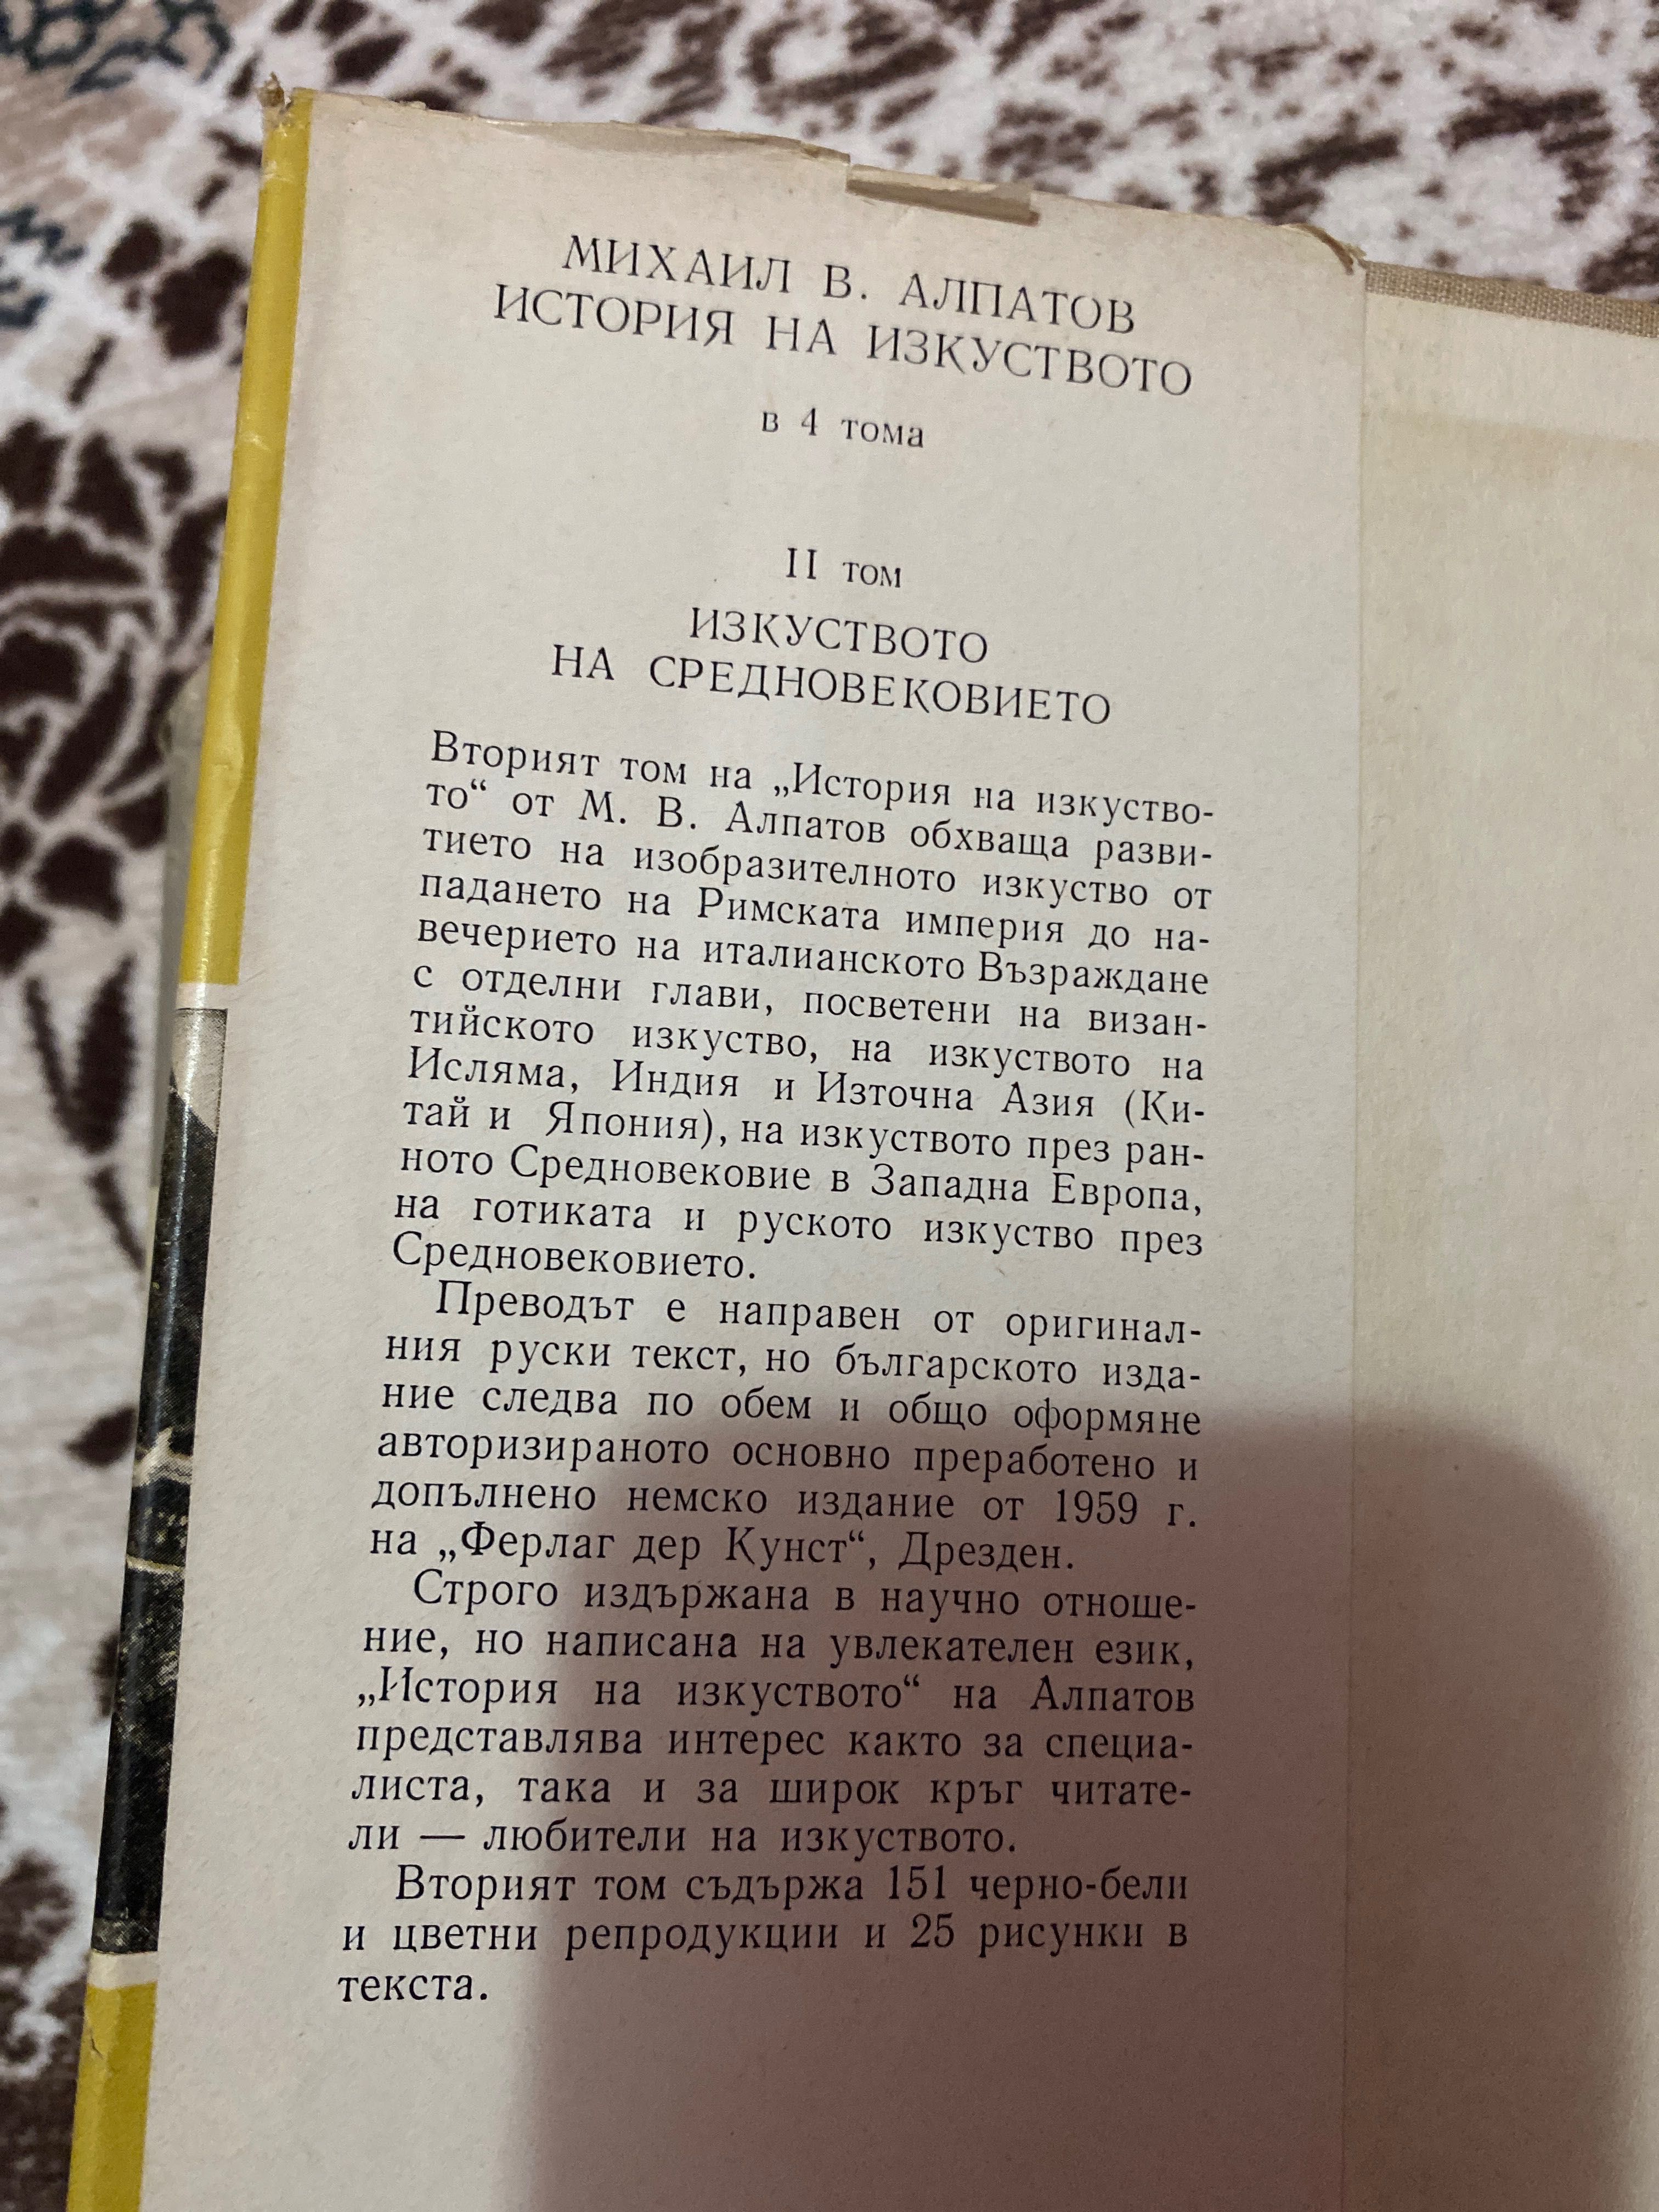 МИХАИЛ В. АЛПАТОВ
ИСТОРИЯ НА ИЗКУСТВОТО
в 4 тома
II том
ИЗКУСТВОТО
НА СРЕДНОВЕКОВИЕТО
Вторият том на „История на изкуство-
то“ от М. В. Алпатов обхваща разви-
тието на изобразителното изкуство от
падането на Римската империя до на-
вечерието на италианското Възраждане
с отделни глави, посветени на визан-
тийското изкуство, на изкуството на
Исляма, Индия и Източна Азия (Ки-
тай и Япония), на изкуството през ран-
ното Средновековие в Западна Европа,
на готиката и руското изкуство през
Средновековието.
Преводът е направен от оригинал-
ния руски текст, но българското изда-
ние следва по обем и общо оформяне
авторизираното основно преработено и
допълнено немско издание от 1959 г.
на „Ферлаг дер Кунст“, Дрезден.
Строго издържана в научно отноше-
ние, но написана на увлекателен език,
„История на изкуството“ на Алпатов
представлява интерес както за специа-
листа, така и за широк кръг читате-
ли — любители на изкуството.
Вторият том съдържа 151 черно-бели
и цветни репродукции и 25 рисунки в
текста.